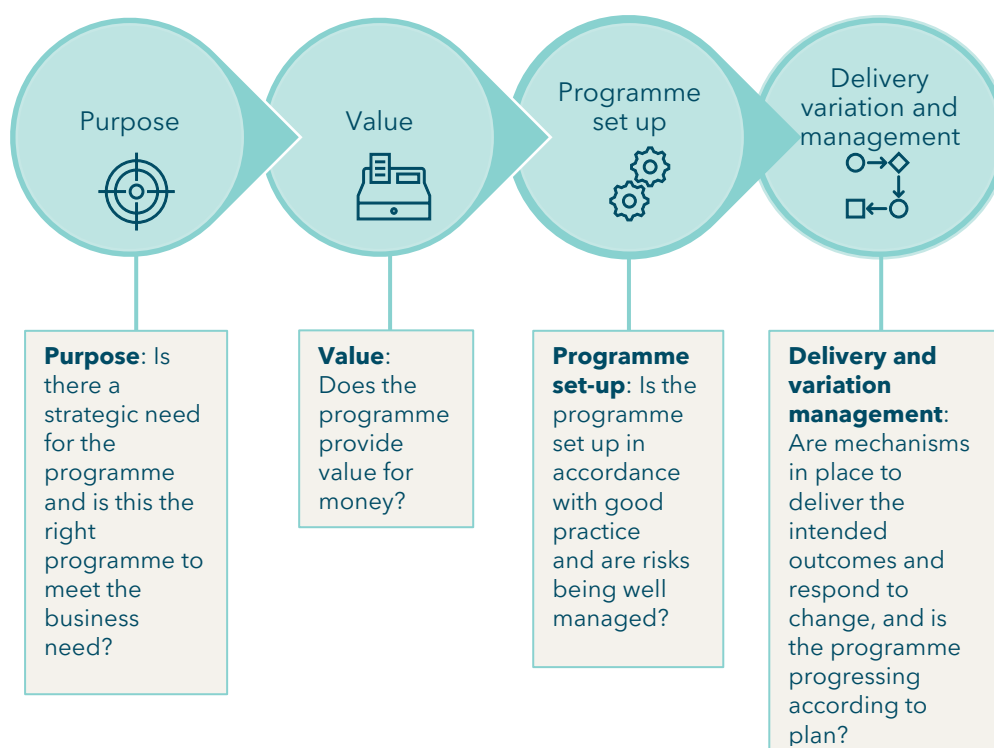 Purpose
Value
Programme
set up
Delivery
variation and
management
Purpose: Is
there a
strategic need
for the
programme
and is this the
right
programme to
meet the
business
need?
Value:
Does the
programme
provide
value for
money?
Programme
set-up: Is the
programme
set up in
accordance
with good
practice
and are risks
being well
managed?
Delivery and
variation
management:
Are mechanisms
in place to
deliver the
intended
outcomes and
respond to
change, and is
the programme
progressing
according to
plan?